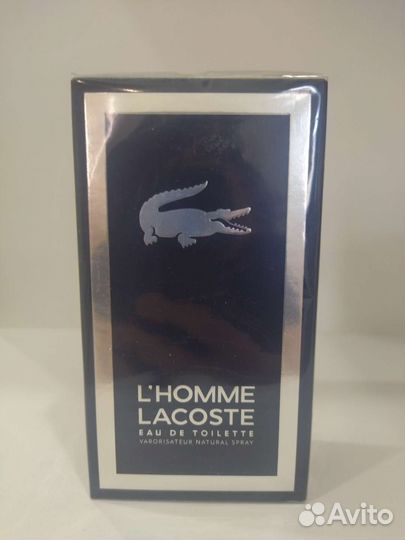 L'HOMME
LACOSTE
EAU DE TOILETTE
VAPORISATEUR NATURAL SPRAY
Avito